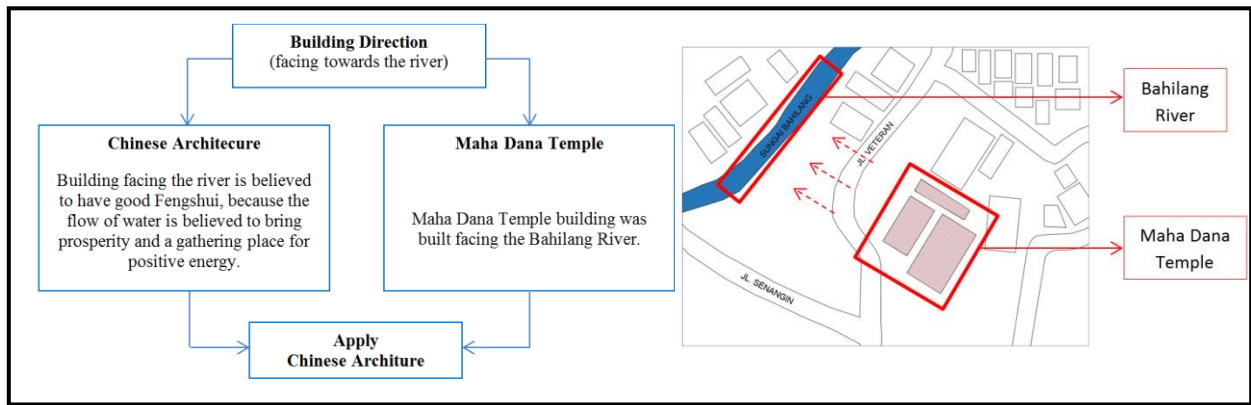 Building Direction
(facing towards the river)
Chinese Architecure
Building facing the river is believed
to have good Fengshui, because the
flow of water is believed to bring
prosperity and a gathering place for
positive energy.
Maha Dana Temple
Maha Dana Temple building was
built facing the Bahilang River.
Apply
Chinese Architure
SUNGAI BAHILANG
JL. VETERAN
JL. SENANGIN
Bahilang
River
Maha Dana
Temple